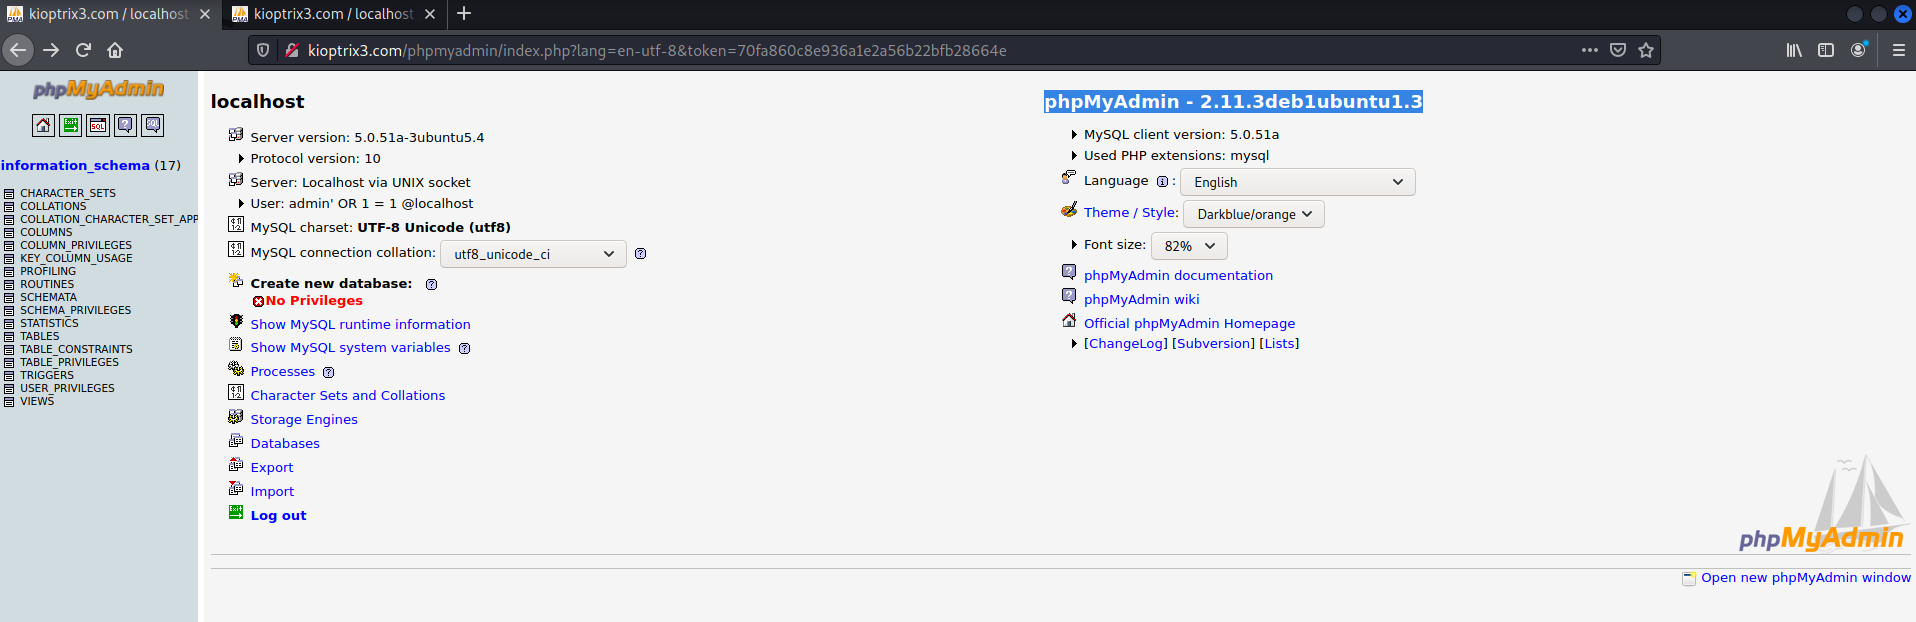 kioptrix3.com / localhost
kioptrix3.com / localhost
kioptrix3.com/phpmyadmin/index.php?lang=en-utf-8&token=70fa860c8e936a1e2a56b22bfb28664e
phpMyAdmin
Exit
SQL
SQL
information_schema (17)
CHARACTER_SETS
COLLATIONS
COLLATION_CHARACTER_SET_APP
COLUMNS
COLUMN_PRIVILEGES
KEY_COLUMN_USAGE
PROFILING
ROUTINES
SCHEMATA
SCHEMA_PRIVILEGES
STATISTICS
TABLES
TABLE_CONSTRAINTS
TABLE_PRIVILEGES
TRIGGERS
USER_PRIVILEGES
VIEWS
localhost
Server version: 5.0.51a-3ubuntu5.4
Protocol version: 10
Server: Localhost via UNIX socket
User: admin' OR 1 = 1 @localhost
MySQL charset: UTF-8 Unicode (utf8)
MySQL connection collation: utf8_unicode_ci
Create new database:
No Privileges
Show MySQL runtime information
Show MySQL system variables
Processes
Character Sets and Collations
Storage Engines
Databases
Export
Import
Log out
phpMyAdmin - 2.11.3deb1ubuntu1.3
MySQL client version: 5.0.51a
Used PHP extensions: mysql
Language : English
Theme / Style: Darkblue/orange
Font size: 82%
phpMyAdmin documentation
phpMyAdmin wiki
Official phpMyAdmin Homepage
[ChangeLog] [Subversion] [Lists]
phpMyAdmin
Open new phpMyAdmin window